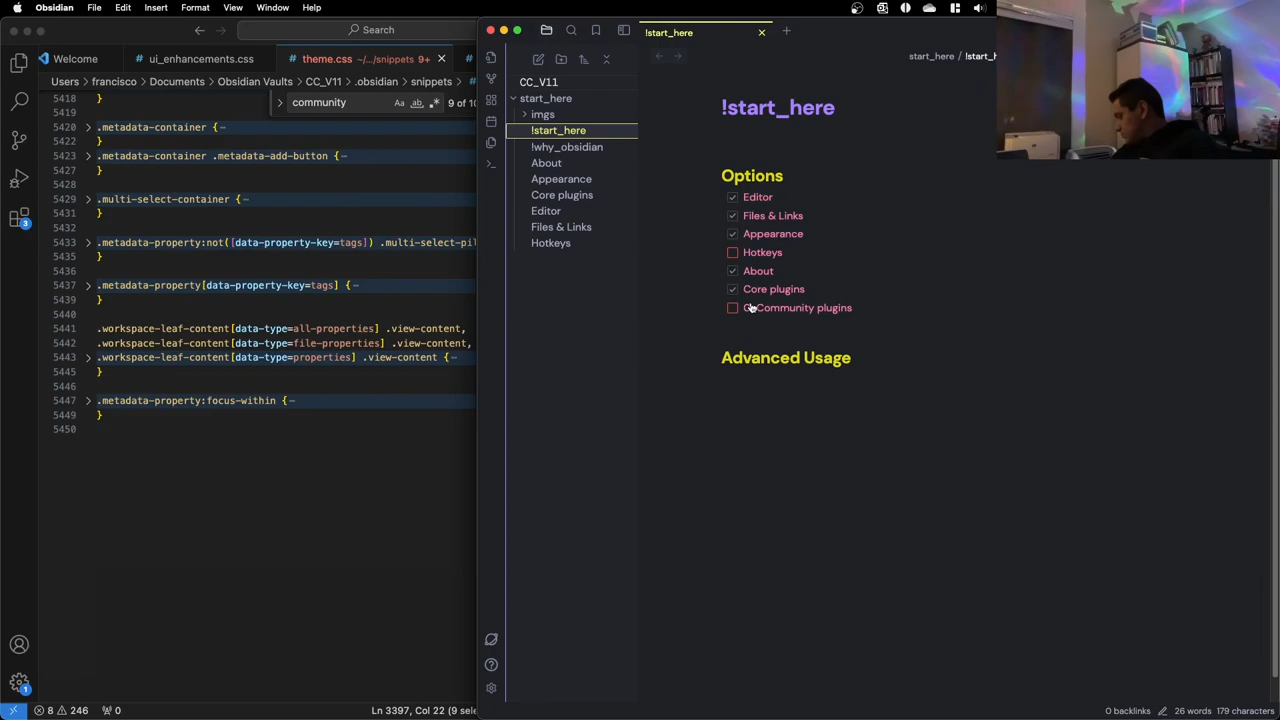 Obsidian File Edit Insert Format View Window Help
Search
Welcome
ui_enhancements.css
theme.css ~/.../snippets 9+
Users francisco Documents Obsidian Vaults CC_V11 .obsidian snippets
community
Aa ab .* 9 of 10
5418 }
5419
5420 .metadata-container {
5422 }
5423 .metadata-container .metadata-add-button {
5427 }
5428
5429 .multi-select-container {
5431 }
5432
5433 .metadata-property:not([data-property-key=tags]) .multi-select-pil
5435 }
5436
5437 .metadata-property[data-property-key=tags] {
5439 }
5440
5441 .workspace-leaf-content[data-type=all-properties] .view-content,
5442 .workspace-leaf-content[data-type=file-properties] .view-content,
5443 .workspace-leaf-content[data-type=properties] .view-content {
5445 }
5446
5447 .metadata-property:focus-within {
5449 }
5450
3
1
8 246 0
Ln 3397, Col 22 (9 sele
!start_here
CC_V11
start_here
imgs
!start_here
!why_obsidian
About
Appearance
Core plugins
Editor
Files & Links
Hotkeys
start_here / !start_h
!start_here
Options
Editor
Files & Links
Appearance
Hotkeys
About
Core plugins
Community plugins
Advanced Usage
0 backlinks 26 words 179 characters